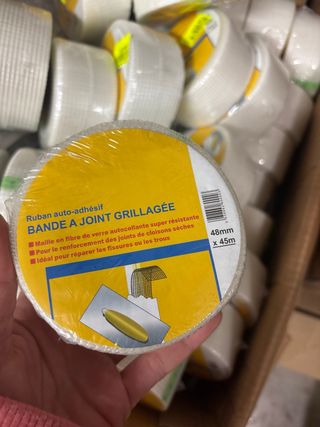 Ruban auto-adhésif
BANDE A JOINT GRILLAGÉE
Maille en fibre de verre autocollante super résistante
Pour le renforcement des joints de cloisons sèches
Idéal pour réparer les fissures ou les trous
48mm
x 45m